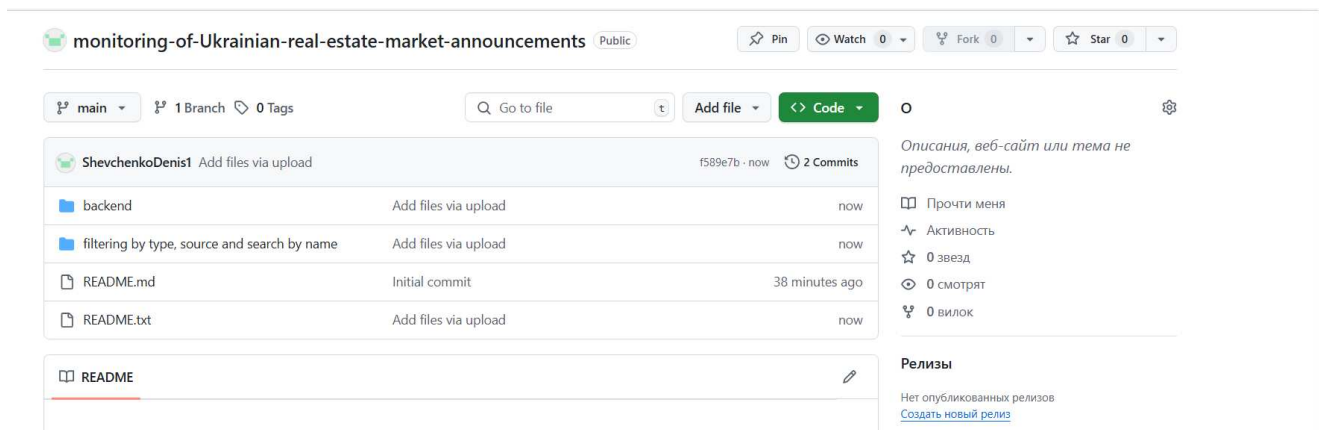 monitoring-of-Ukrainian-real-estate-market-announcements Public Pin Watch 0 Fork 0 Star 0
main 1 Branch 0 Tags Go to file t Add file Code
ShevchenkoDenis1 Add files via upload f589e7b · now 2 Commits
backend Add files via upload now
filtering by type, source and search by name Add files via upload now
README.md Initial commit 38 minutes ago
README.txt Add files via upload now
README
О
Описания, веб-сайт или тема не
предоставлены.
Прочти меня
Активность
0 звезд
0 смотрят
0 вилок
Релизы
Нет опубликованных релизов
Создать новый релиз